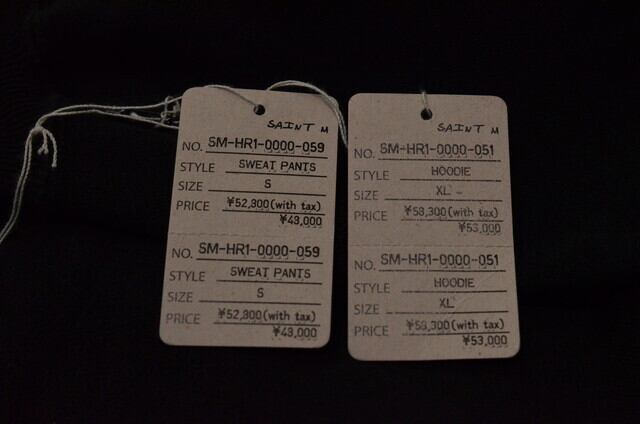 SAINT M
NO. SM-HR1-0000-059
STYLE SWEAT PANTS
SIZE S
PRICE ¥52,800(with tax)
¥48,000
NO. SM-HR1-0000-059
STYLE SWEAT PANTS
SIZE S
PRICE ¥52,800(with tax)
¥48,000
SAINT M
NO. SM-HR1-0000-051
STYLE HOODIE
SIZE XL
PRICE ¥58,300(with tax)
¥53,000
NO. SM-HR1-0000-051
STYLE HOODIE
SIZE XL
PRICE ¥58,300(with tax)
¥53,000